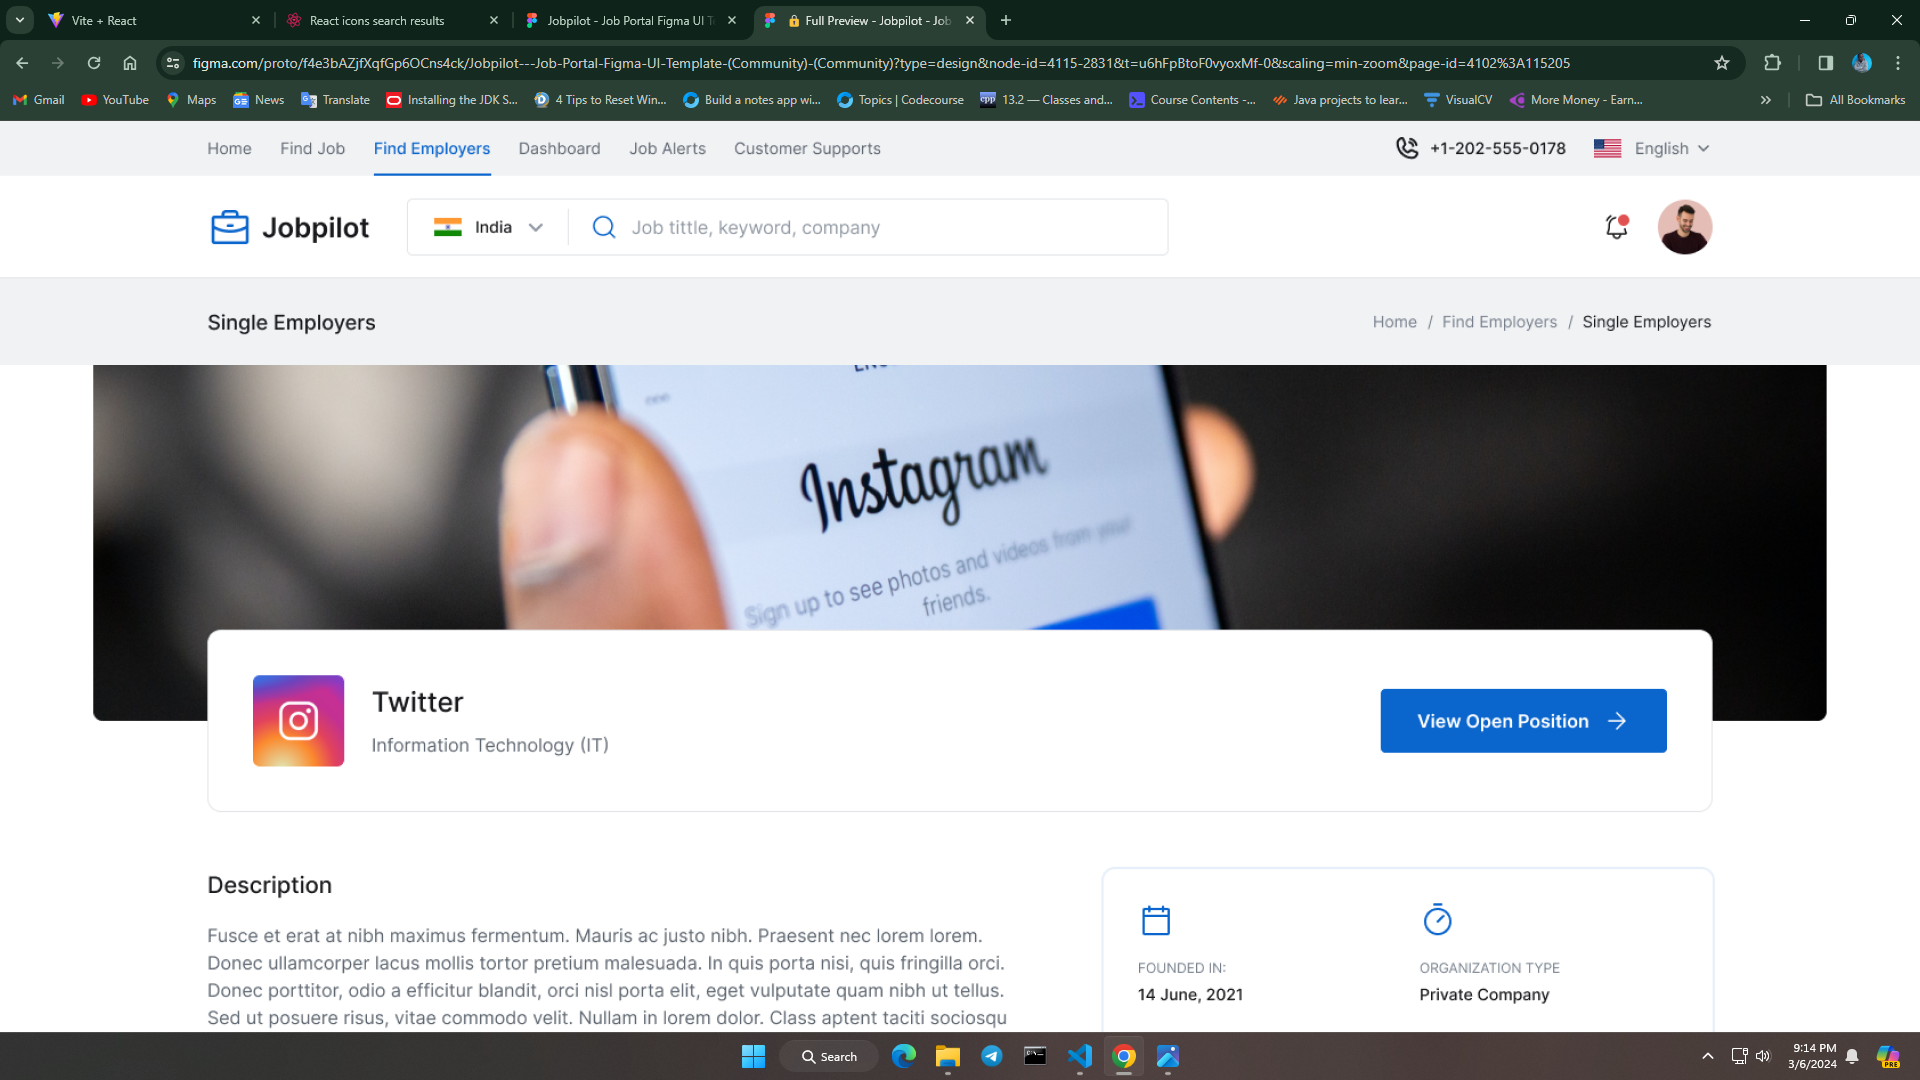 Vite + React
React icons search results
Jobpilot - Job Portal Figma UI T
Full Preview - Jobpilot - Job
figma.com/proto/f4e3bAZjfXqfGp6OCns4ck/Jobpilot---Job-Portal-Figma-UI-Template-(Community)-(Community)?type=design&node-id=4115-2831&t=u6hFpBtoF0vyoxMf-0&scaling=min-zoom&page-id=4102%3A115205
Gmail
YouTube
Maps
News
Translate
Installing the JDK S...
4 Tips to Reset Win...
Build a notes app wi...
Topics | Codecourse
cpp
13.2 — Classes and...
Course Contents -...
Java projects to lear...
VisualCV
More Money - Earn...
All Bookmarks
Home
Find Job
Find Employers
Dashboard
Job Alerts
Customer Supports
+1-202-555-0178
English
Jobpilot
India
Job tittle, keyword, company
Single Employers
Home / Find Employers / Single Employers
Instagram
Sign up to see photos and videos from your
friends.
Twitter
Information Technology (IT)
View Open Position
Description
Fusce et erat at nibh maximus fermentum. Mauris ac justo nibh. Praesent nec lorem lorem.
Donec ullamcorper lacus mollis tortor pretium malesuada. In quis porta nisi, quis fringilla orci.
Donec porttitor, odio a efficitur blandit, orci nisl porta elit, eget vulputate quam nibh ut tellus.
Sed ut posuere risus, vitae commodo velit. Nullam in lorem dolor. Class aptent taciti sociosqu
FOUNDED IN:
14 June, 2021
ORGANIZATION TYPE
Private Company
Search
9:14 PM
3/6/2024
PRE